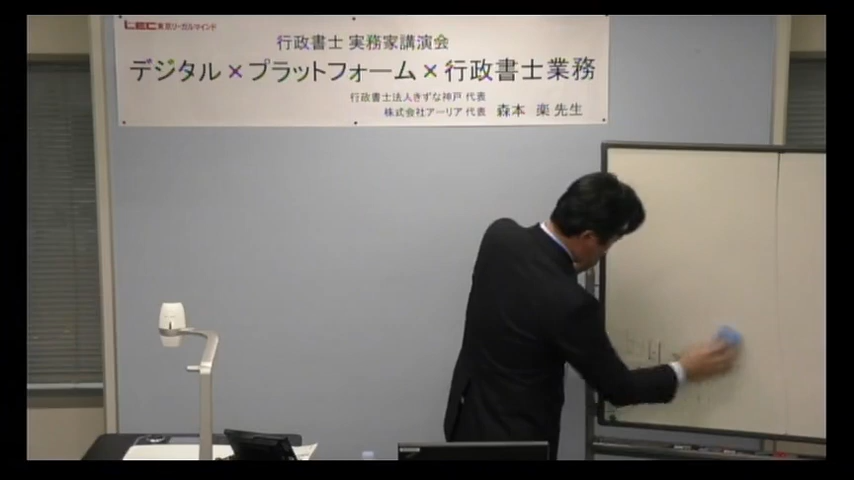 LEC東京リーガルマインド
行政書士 実務家講演会
デジタル×プラットフォーム×行政書士業務
行政書士法人きずな神戸 代表
株式会社アーリア 代表 森本 楽 先生